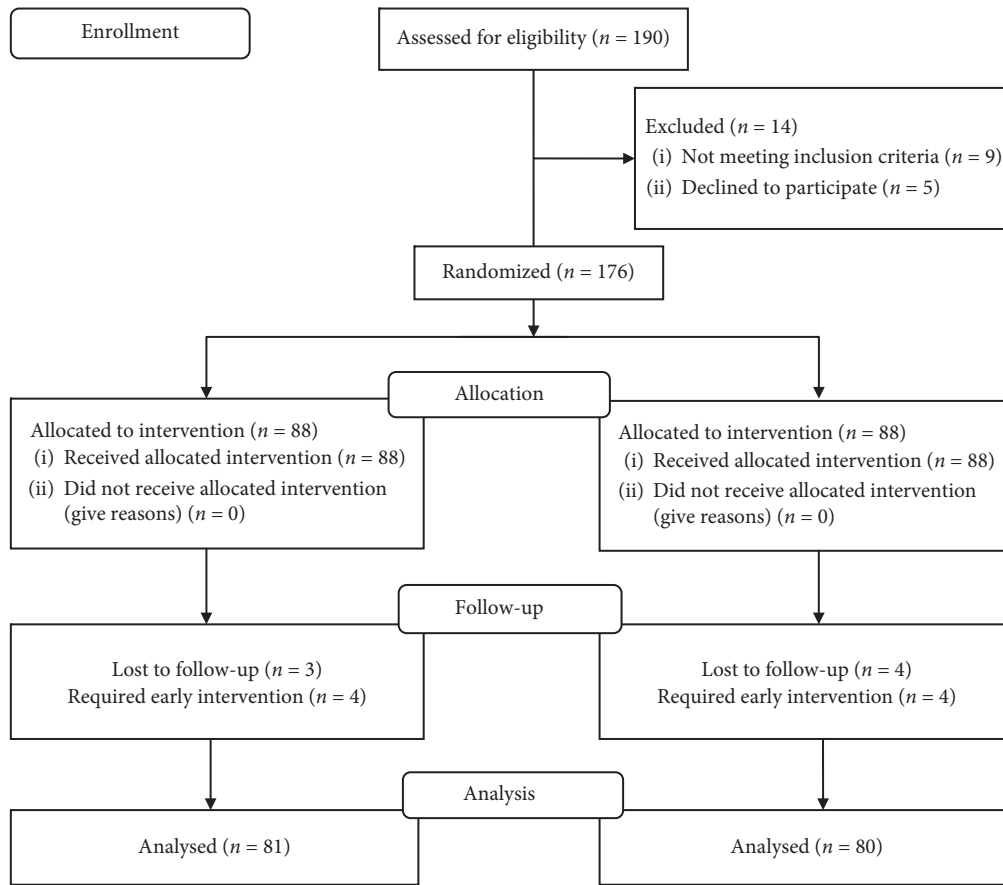 Enrollment
Assessed for eligibility (n = 190)
Excluded (n = 14)
(i) Not meeting inclusion criteria (n = 9)
(ii) Declined to participate (n = 5)
Randomized (n = 176)
Allocation
Allocated to intervention (n = 88)
(i) Received allocated intervention (n = 88)
(ii) Did not receive allocated intervention
(give reasons) (n = 0)
Allocated to intervention (n = 88)
(i) Received allocated intervention (n = 88)
(ii) Did not receive allocated intervention
(give reasons) (n = 0)
Follow-up
Lost to follow-up (n = 3)
Required early intervention (n = 4)
Lost to follow-up (n = 4)
Required early intervention (n = 4)
Analysis
Analysed (n = 81)
Analysed (n = 80)